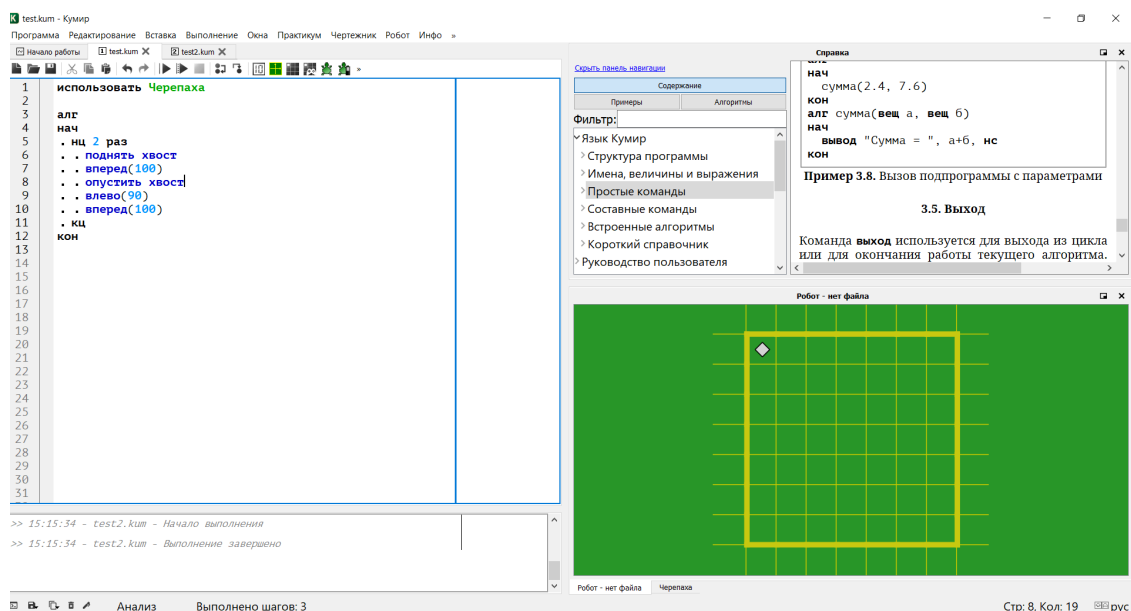 test.kum - Кумир
Программа Редактирование Вставка Выполнение Окна Практикум Чертежник Робот Инфо »
Начало работы 1 test.kum 2 test2.kum
1 использовать Черепаха
2
3 алг
4 нач
5 . нц 2 раз
6 . . поднять хвост
7 . . вперед(100)
8 . . опустить хвост
9 . . влево(90)
10 . . вперед(100)
11 . кц
12 кон
13
14
15
16
17
18
19
20
21
22
23
24
25
26
27
28
29
30
31
>> 15:15:34 - test2.kum - Начало выполнения
>> 15:15:34 - test2.kum - Выполнение завершено
Справка
Скрыть панель навигации
Содержание
Примеры Алгоритмы
Фильтр:
Язык Кумир
Структура программы
Имена, величины и выражения
Простые команды
Составные команды
Встроенные алгоритмы
Короткий справочник
Руководство пользователя
алг
нач
сумма(2.4, 7.6)
кон
алг сумма(вещ а, вещ б)
нач
вывод "Сумма = ", а+б, нс
кон
Пример 3.8. Вызов подпрограммы с параметрами
3.5. Выход
Команда выход используется для выхода из цикла
или для окончания работы текущего алгоритма.
Робот - нет файла
Робот - нет файла Черепаха
Анализ Выполнено шагов: 3 Стр: 8, Кол: 19 рус